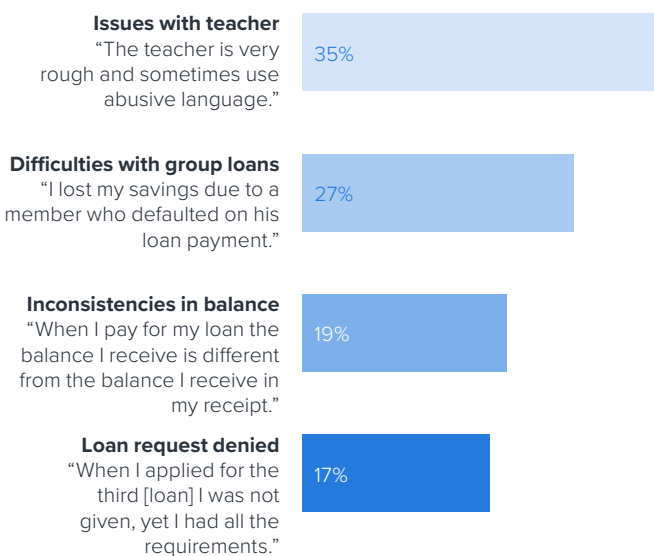 Issues with teacher
“The teacher is very
rough and sometimes use
abusive language.”
35%
Difficulties with group loans
“I lost my savings due to a
member who defaulted on his
loan payment.”
27%
Inconsistencies in balance
“When I pay for my loan the
balance I receive is different
from the balance I receive in
my receipt.”
19%
Loan request denied
“When I applied for the
third [loan] I was not
given, yet I had all the
requirements.”
17%